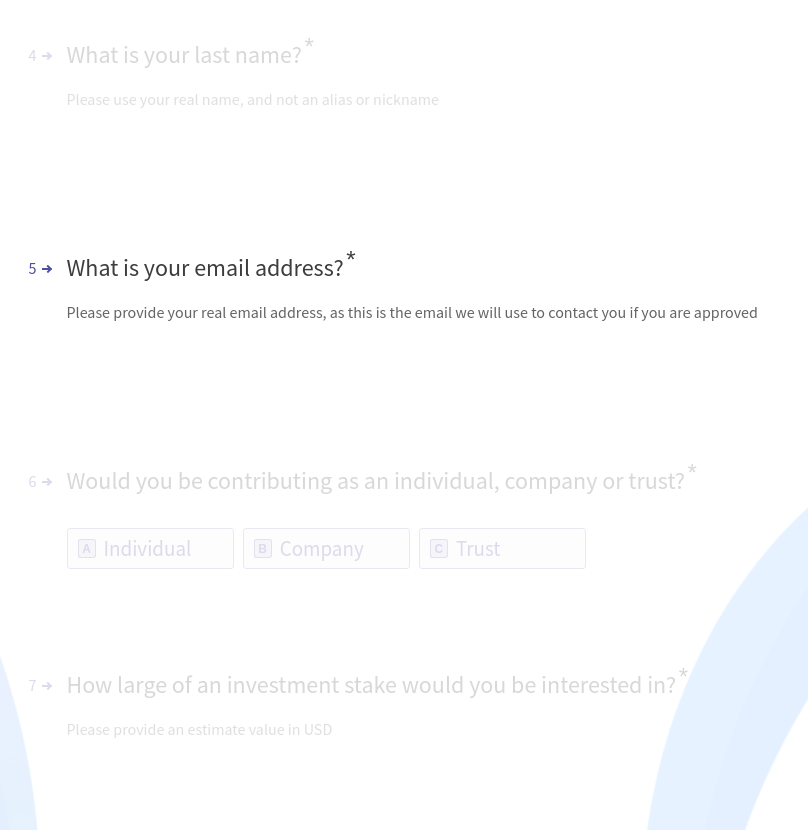 4 → What is your last name?*
Please use your real name, and not an alias or nickname
5 → What is your email address?*
Please provide your real email address, as this is the email we will use to contact you if you are approved
6 → Would you be contributing as an individual, company or trust?*
A Individual B Company C Trust
7 → How large of an investment stake would you be interested in?*
Please provide an estimate value in USD